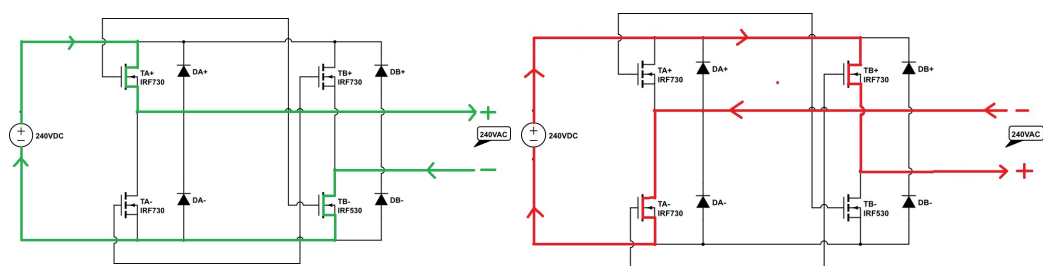 TA+
IRF730
DA+
TB+
IRF730
DB+
+
240VDC
240VAC
−
TA-
IRF730
DA-
TB-
IRF530
DB-
TA+
IRF730
DA+
TB+
IRF730
DB+
−
240VDC
240VAC
+
TA-
IRF730
DA-
TB-
IRF530
DB-